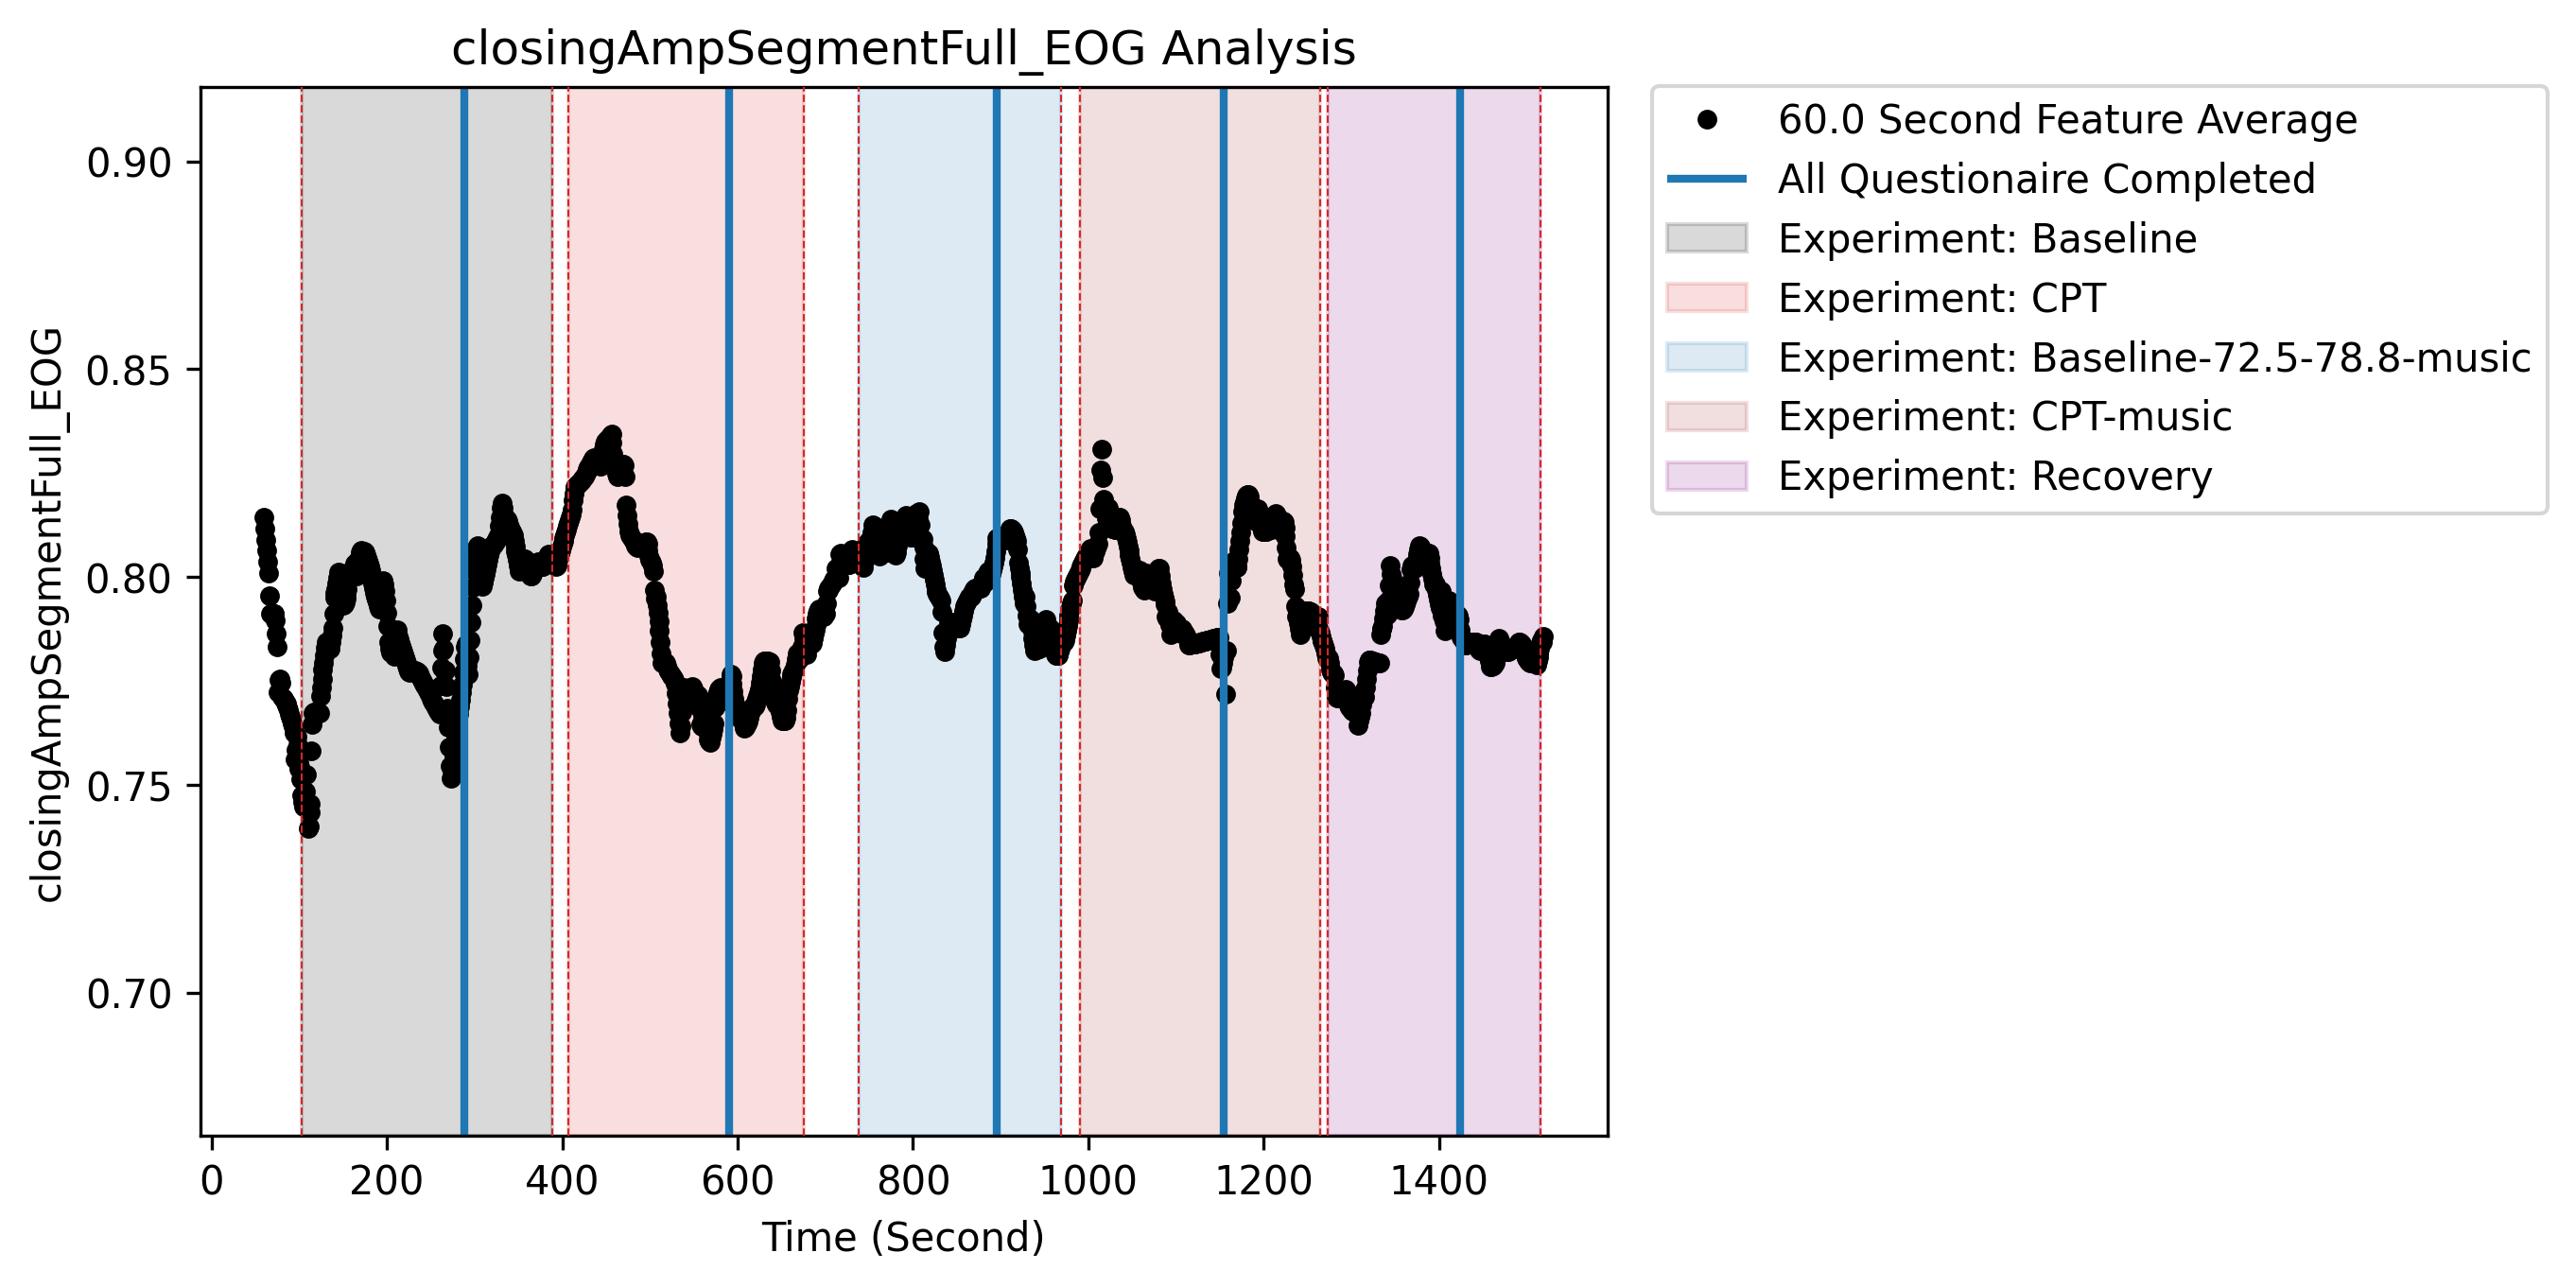 closingAmpSegmentFull_EOG Analysis
closingAmpSegmentFull_EOG
0.90
0.85
0.80
0.75
0.70
0 200 400 600 800 1000 1200 1400
Time (Second)
60.0 Second Feature Average
All Questionaire Completed
Experiment: Baseline
Experiment: CPT
Experiment: Baseline-72.5-78.8-music
Experiment: CPT-music
Experiment: Recovery